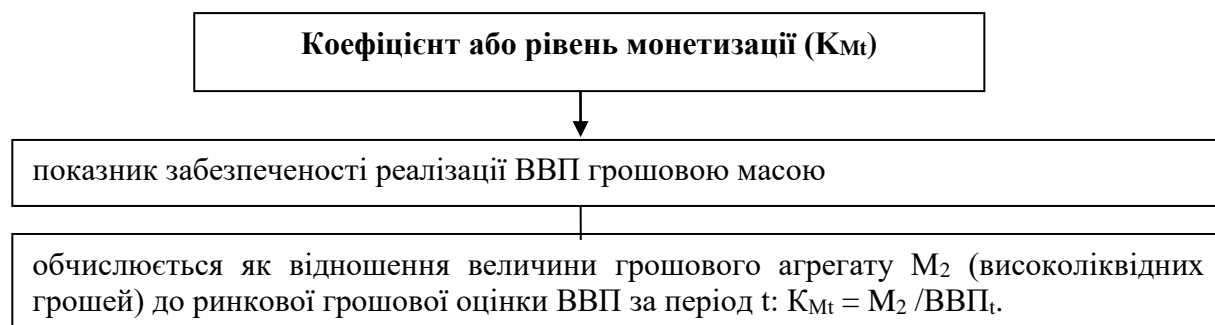 Коефіцієнт або рівень монетизації (KMt)
показник забезпеченості реалізації ВВП грошовою масою
обчислюється як відношення величини грошового агрегату M2 (високоліквідних
грошей) до ринкової грошової оцінки ВВП за період t: KMt = M2 /ВВПt.